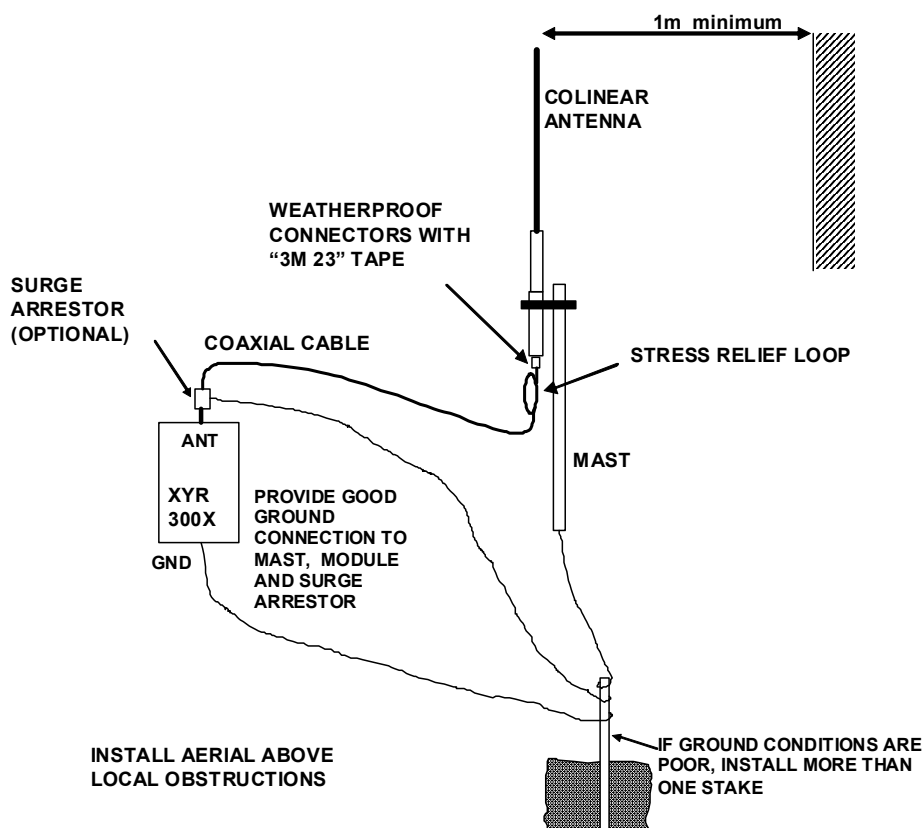 1m minimum
COLINEAR
ANTENNA
WEATHERPROOF
CONNECTORS WITH
“3M 23” TAPE
SURGE
ARRESTOR
(OPTIONAL)
COAXIAL CABLE
STRESS RELIEF LOOP
ANT
MAST
XYR
300X
PROVIDE GOOD
GROUND
CONNECTION TO
MAST, MODULE
AND SURGE
ARRESTOR
GND
INSTALL AERIAL ABOVE
LOCAL OBSTRUCTIONS
IF GROUND CONDITIONS ARE
POOR, INSTALL MORE THAN
ONE STAKE